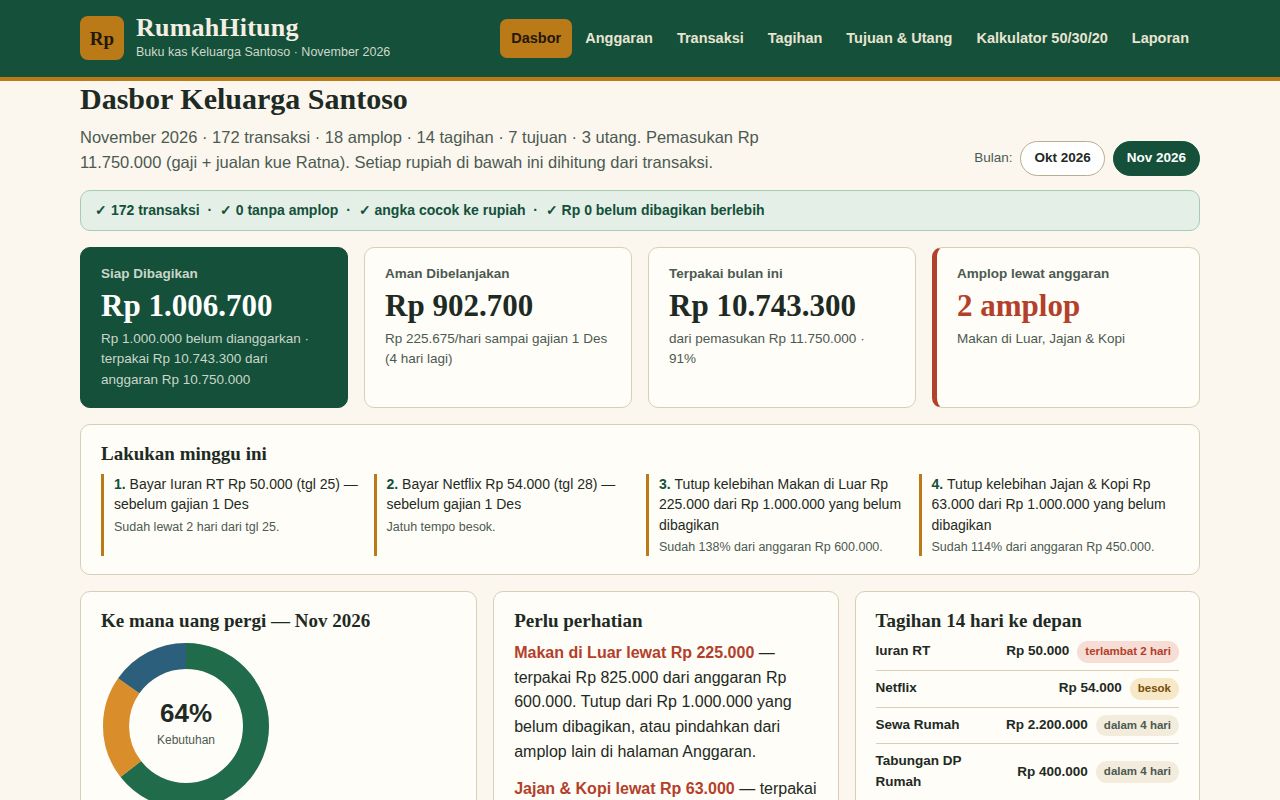 Rp
RumahHitung
Buku kas Keluarga Santoso · November 2026
Dasbor
Anggaran
Transaksi
Tagihan
Tujuan & Utang
Kalkulator 50/30/20
Laporan
Dasbor Keluarga Santoso
November 2026 · 172 transaksi · 18 amplop · 14 tagihan · 7 tujuan · 3 utang. Pemasukan Rp
11.750.000 (gaji + jualan kue Ratna). Setiap rupiah di bawah ini dihitung dari transaksi.
Bulan:
Okt 2026
Nov 2026
✓ 172 transaksi · ✓ 0 tanpa amplop · ✓ angka cocok ke rupiah · ✓ Rp 0 belum dibagikan berlebih
Siap Dibagikan
Rp 1.006.700
Rp 1.000.000 belum dianggarkan ·
terpakai Rp 10.743.300 dari
anggaran Rp 10.750.000
Aman Dibelanjakan
Rp 902.700
Rp 225.675/hari sampai gajian 1 Des
(4 hari lagi)
Terpakai bulan ini
Rp 10.743.300
dari pemasukan Rp 11.750.000 ·
91%
Amplop lewat anggaran
2 amplop
Makan di Luar, Jajan & Kopi
Lakukan minggu ini
1. Bayar Iuran RT Rp 50.000 (tgl 25) —
sebelum gajian 1 Des
Sudah lewat 2 hari dari tgl 25.
2. Bayar Netflix Rp 54.000 (tgl 28) —
sebelum gajian 1 Des
Jatuh tempo besok.
3. Tutup kelebihan Makan di Luar Rp
225.000 dari Rp 1.000.000 yang belum
dibagikan
Sudah 138% dari anggaran Rp 600.000.
4. Tutup kelebihan Jajan & Kopi Rp
63.000 dari Rp 1.000.000 yang belum
dibagikan
Sudah 114% dari anggaran Rp 450.000.
Ke mana uang pergi — Nov 2026
64%
Kebutuhan
Perlu perhatian
Makan di Luar lewat Rp 225.000 —
terpakai Rp 825.000 dari anggaran Rp
600.000. Tutup dari Rp 1.000.000 yang
belum dibagikan, atau pindahkan dari
amplop lain di halaman Anggaran.
Jajan & Kopi lewat Rp 63.000 — terpakai
Tagihan 14 hari ke depan
Iuran RT Rp 50.000 terlambat 2 hari
Netflix Rp 54.000 besok
Sewa Rumah Rp 2.200.000 dalam 4 hari
Tabungan DP
Rumah Rp 400.000 dalam 4 hari